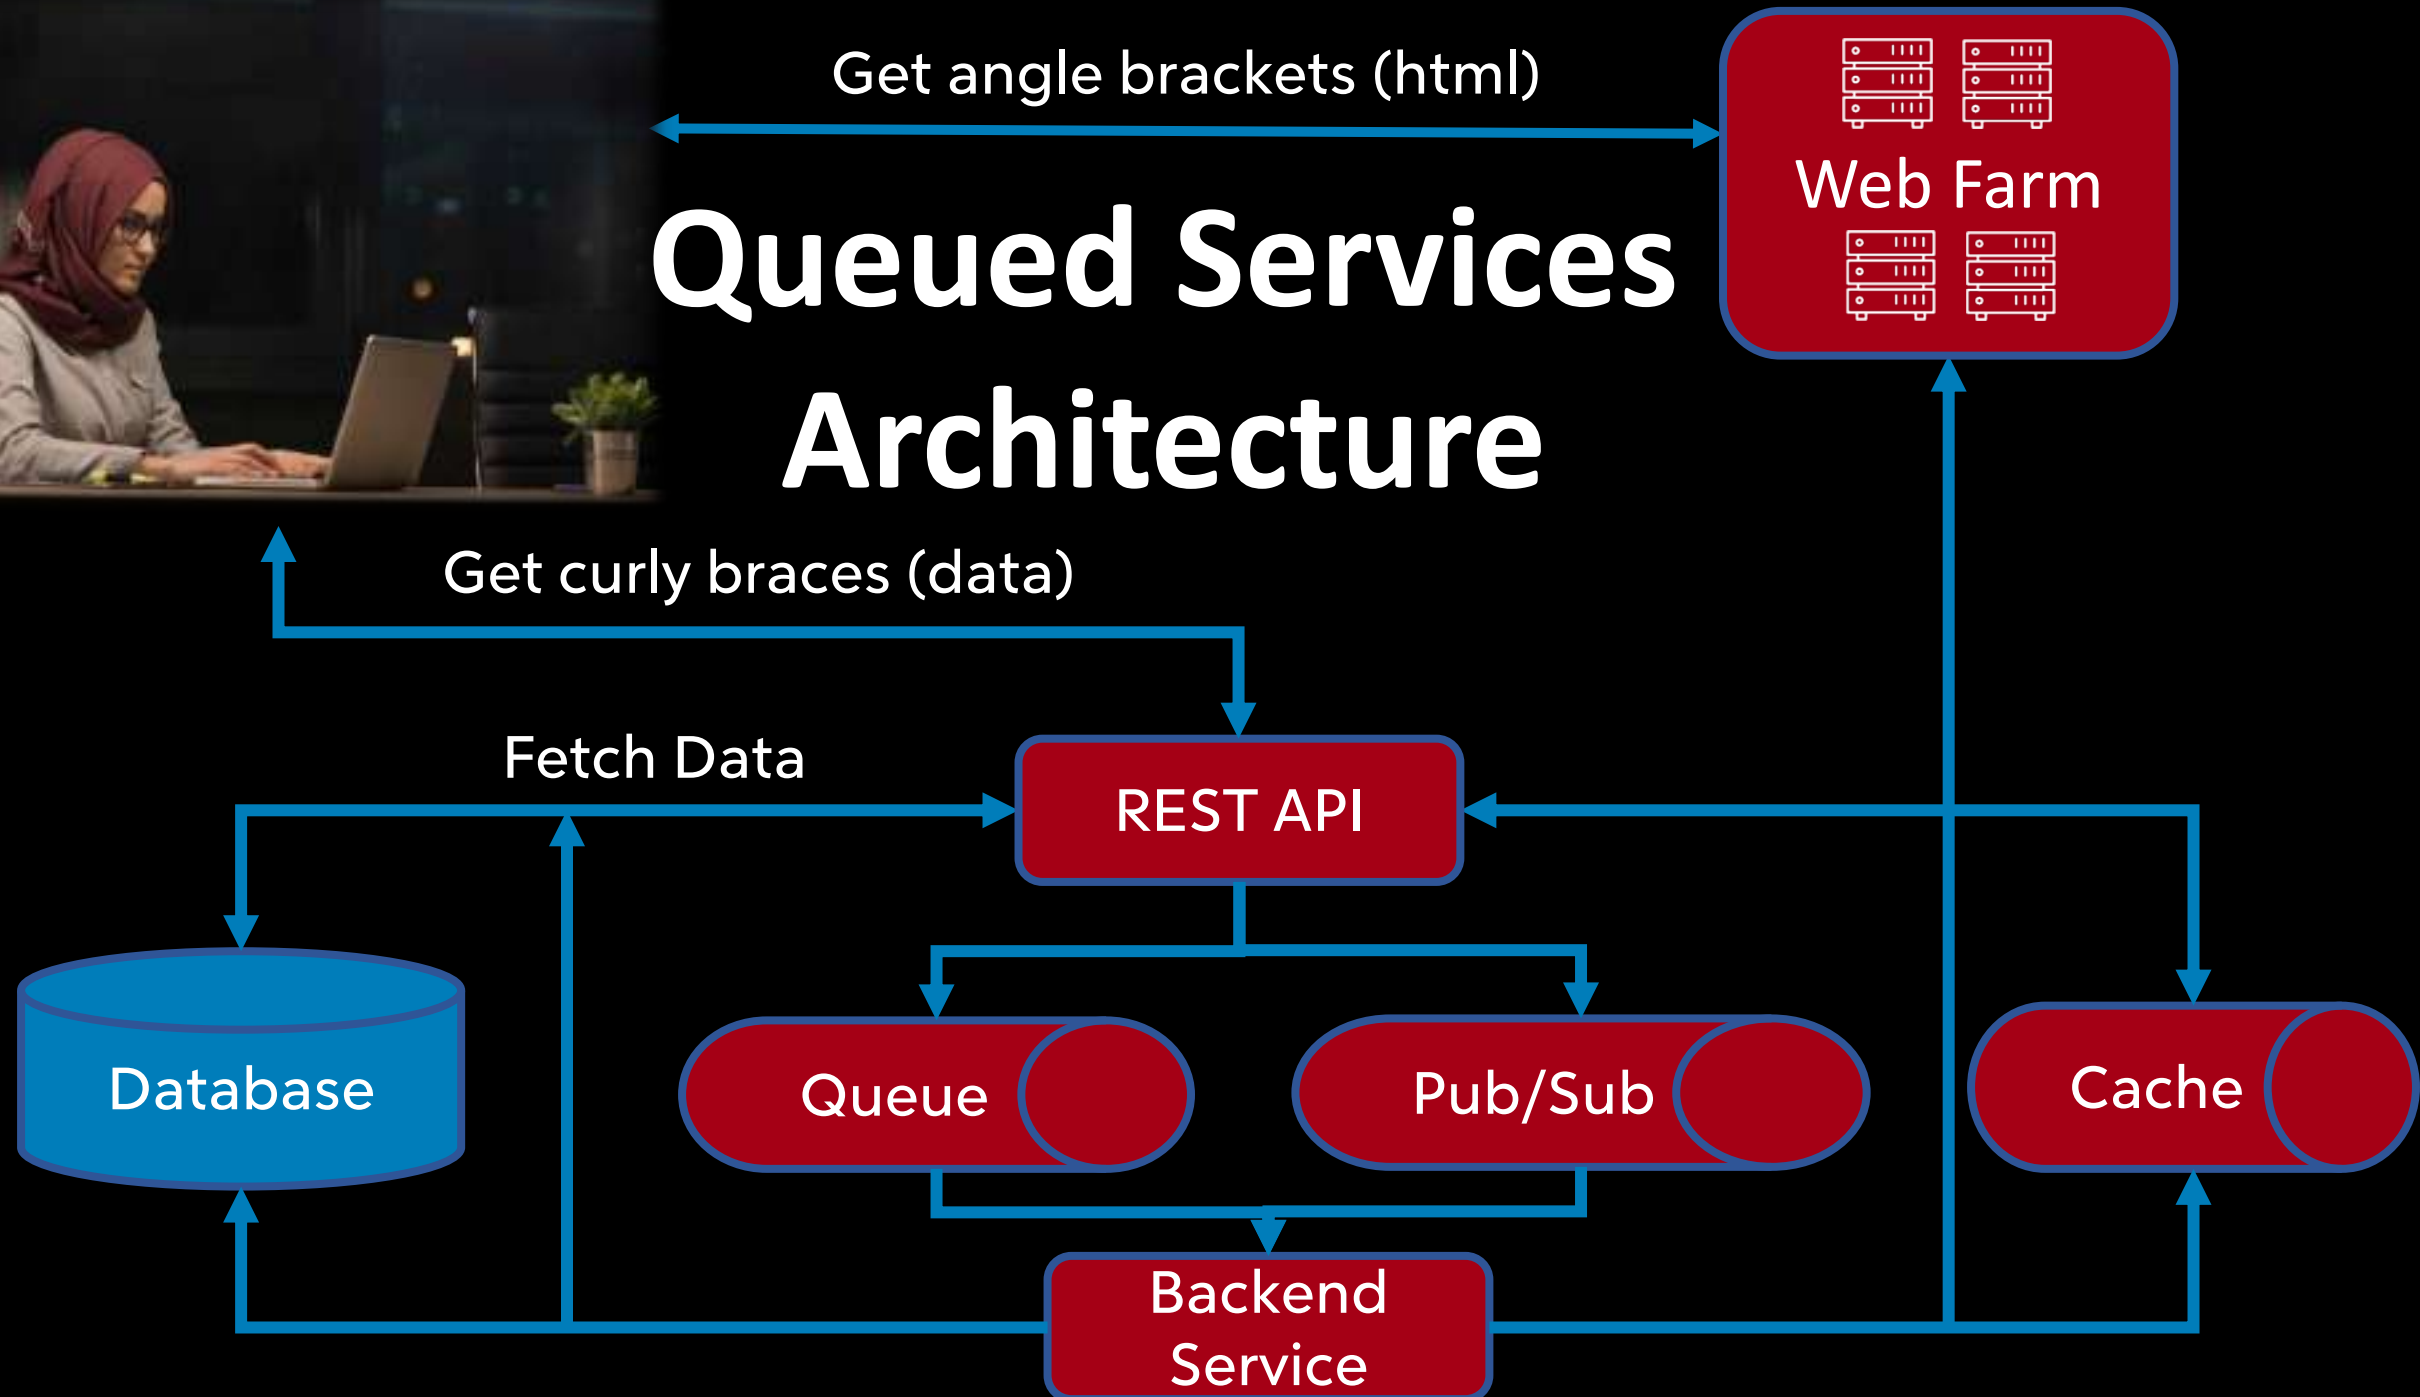 Get angle brackets (html)
Web Farm
Queued Services
Architecture
Get curly braces (data)
Fetch Data
REST API
Database
Queue
Pub/Sub
Cache
Backend
Service